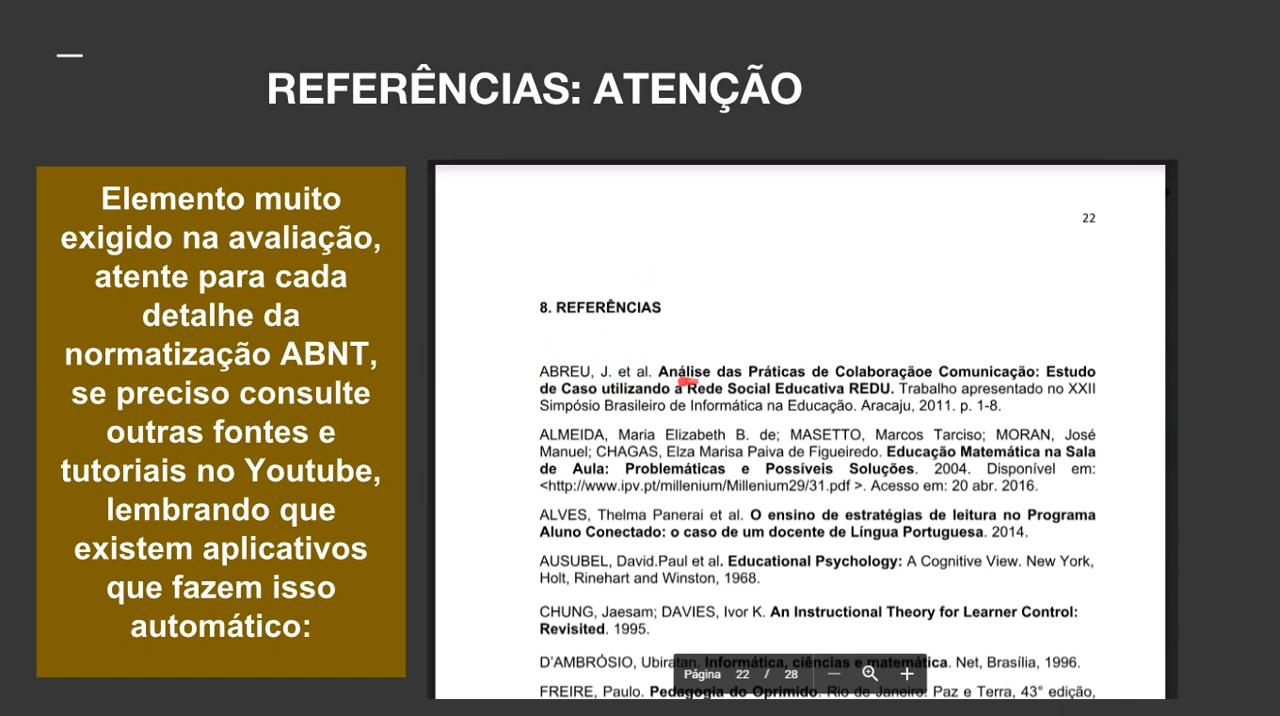 REFERÊNCIAS: ATENÇÃO
Elemento muito
exigido na avaliação,
atente para cada
detalhe da
normatização ABNT,
se preciso consulte
outras fontes e
tutoriais no Youtube,
lembrando que
existem aplicativos
que fazem isso
automático:
22
8. REFERÊNCIAS
ABREU, J. et al. Análise das Práticas de Colaboraçãoe Comunicação: Estudo
de Caso utilizando a Rede Social Educativa REDU. Trabalho apresentado no XXII
Simpósio Brasileiro de Informática na Educação. Aracaju, 2011. p. 1-8.
ALMEIDA, Maria Elizabeth B. de; MASETTO, Marcos Tarciso; MORAN, José
Manuel; CHAGAS, Elza Marisa Paiva de Figueiredo. Educação Matemática na Sala
de Aula: Problemáticas e Possíveis Soluções. 2004. Disponível em:
<http://www.ipv.pt/millenium/Millenium29/31.pdf >. Acesso em: 20 abr. 2016.
ALVES, Thelma Panerai et al. O ensino de estratégias de leitura no Programa
Aluno Conectado: o caso de um docente de Língua Portuguesa. 2014.
AUSUBEL, David.Paul et al. Educational Psychology: A Cognitive View. New York,
Holt, Rinehart and Winston, 1968.
CHUNG, Jaesam; DAVIES, Ivor K. An Instructional Theory for Learner Control:
Revisited. 1995.
D'AMBRÓSIO, Ubiratan. Informática, ciências e matemática. Net, Brasília, 1996.
Página 22 / 28
FREIRE, Paulo. Pedagogia do Oprimido. Rio de Janeiro: Paz e Terra, 43° edição,